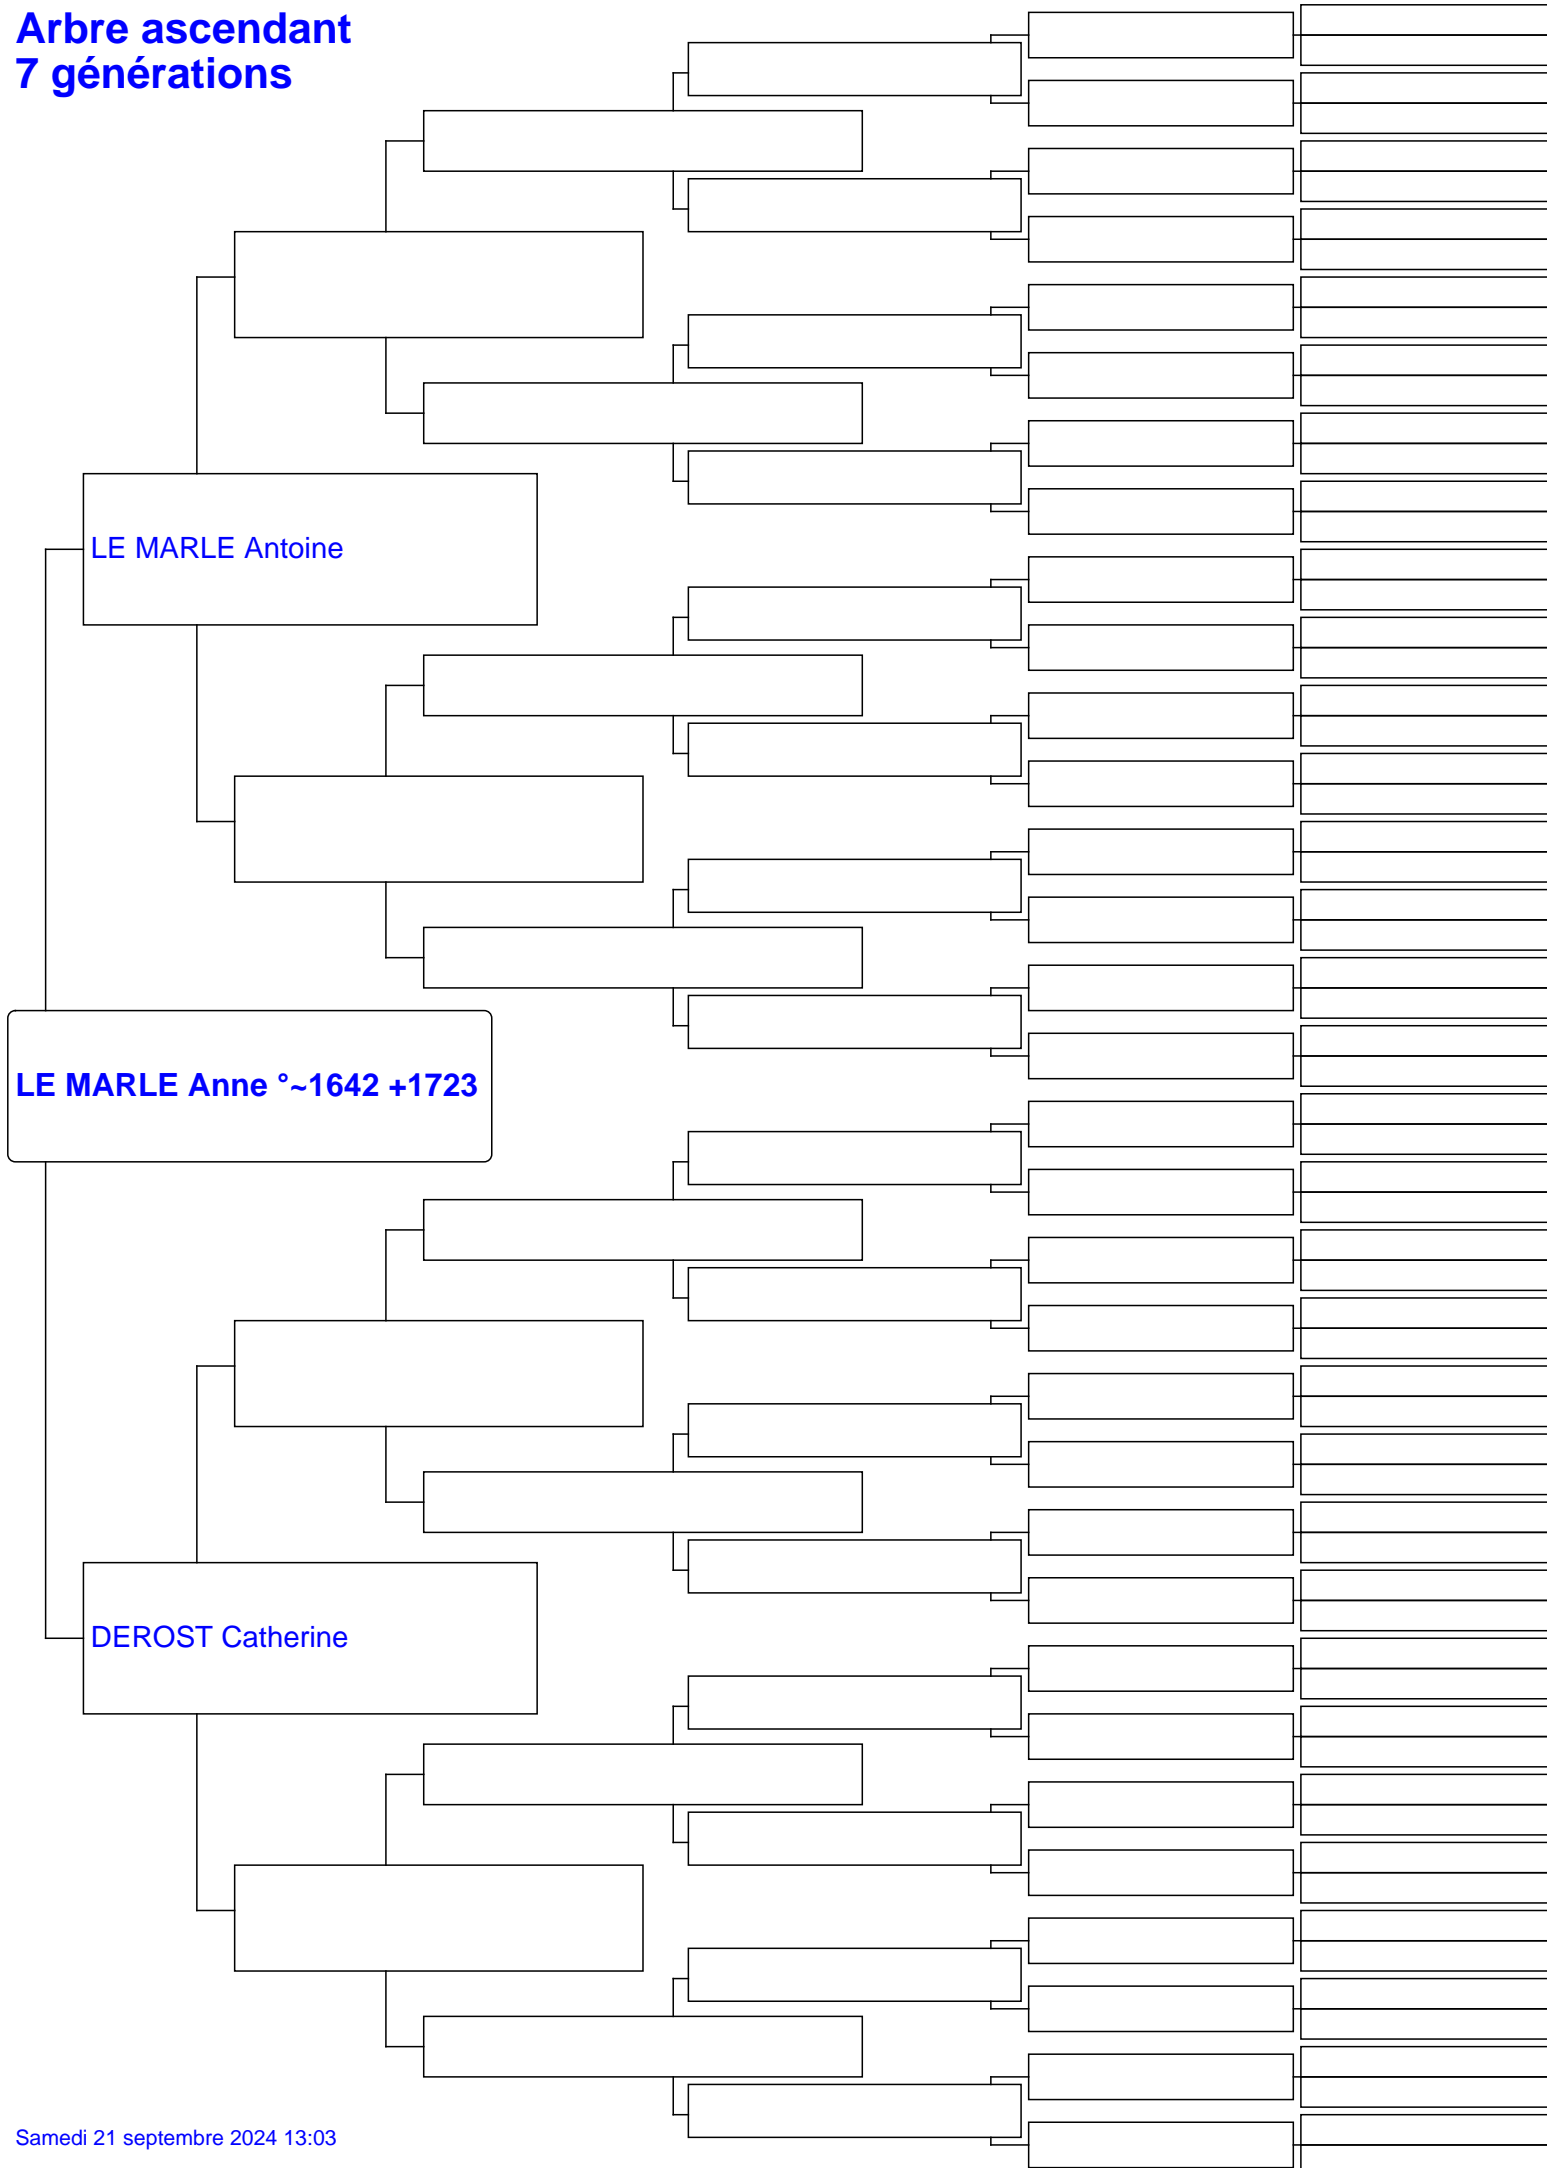 Arbre ascendant
7 générations
LE MARLE Antoine
LE MARLE Anne °~1642 +1723
DEROST Catherine
Samedi 21 septembre 2024 13:03